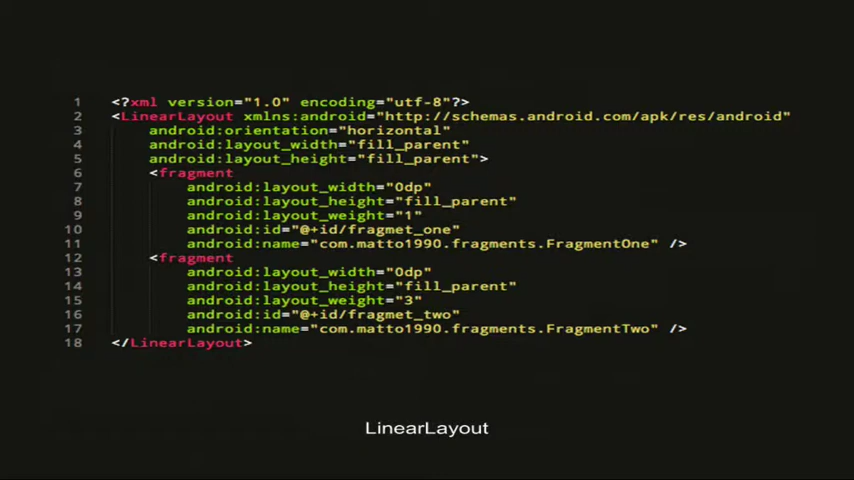 1 <?xml version="1.0" encoding="utf-8"?>
2 <LinearLayout xmlns:android="http://schemas.android.com/apk/res/android"
3 android:orientation="horizontal"
4 android:layout_width="fill_parent"
5 android:layout_height="fill_parent">
6 <fragment
7 android:layout_width="0dp"
8 android:layout_height="fill_parent"
9 android:layout_weight="1"
10 android:id="@+id/fragmet_one"
11 android:name="com.matto1990.fragments.FragmentOne" />
12 <fragment
13 android:layout_width="0dp"
14 android:layout_height="fill_parent"
15 android:layout_weight="3"
16 android:id="@+id/fragmet_two"
17 android:name="com.matto1990.fragments.FragmentTwo" />
18 </LinearLayout>
LinearLayout